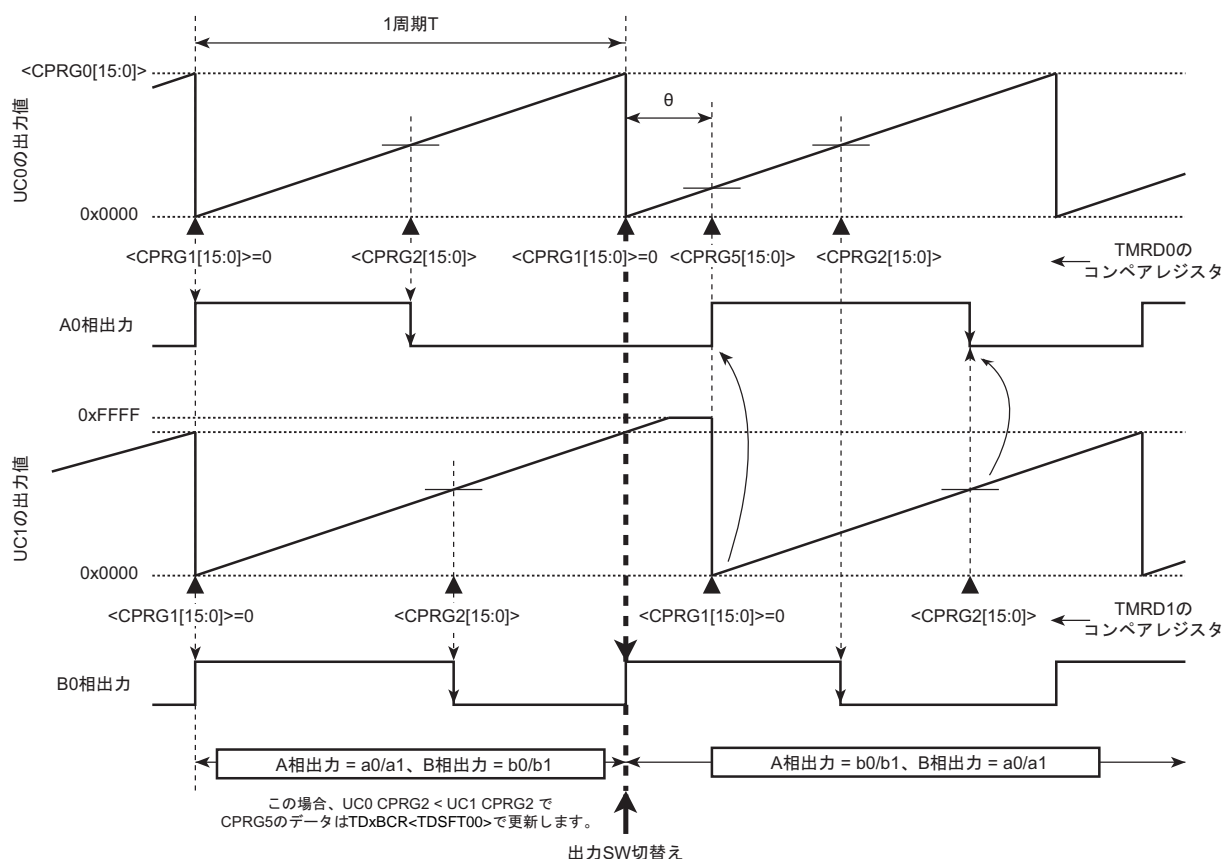 1周期T
<CPRG0[15:0]>
θ
UC0の出力値
0x0000
<CPRG1[15:0]>=0
<CPRG2[15:0]>
<CPRG1[15:0]>=0
<CPRG5[15:0]>
<CPRG2[15:0]>
TMRD0の
コンペアレジスタ
A0相出力
0xFFFF
UC1の出力値
0x0000
<CPRG1[15:0]>=0
<CPRG2[15:0]>
<CPRG1[15:0]>=0
<CPRG2[15:0]>
TMRD1の
コンペアレジスタ
B0相出力
A相出力 = a0/a1、B相出力 = b0/b1
A相出力 = b0/b1、B相出力 = a0/a1
この場合、UC0 CPRG2 < UC1 CPRG2 で
CPRG5のデータはTDxBCR<TDSFT00>で更新します。
出力SW切替え